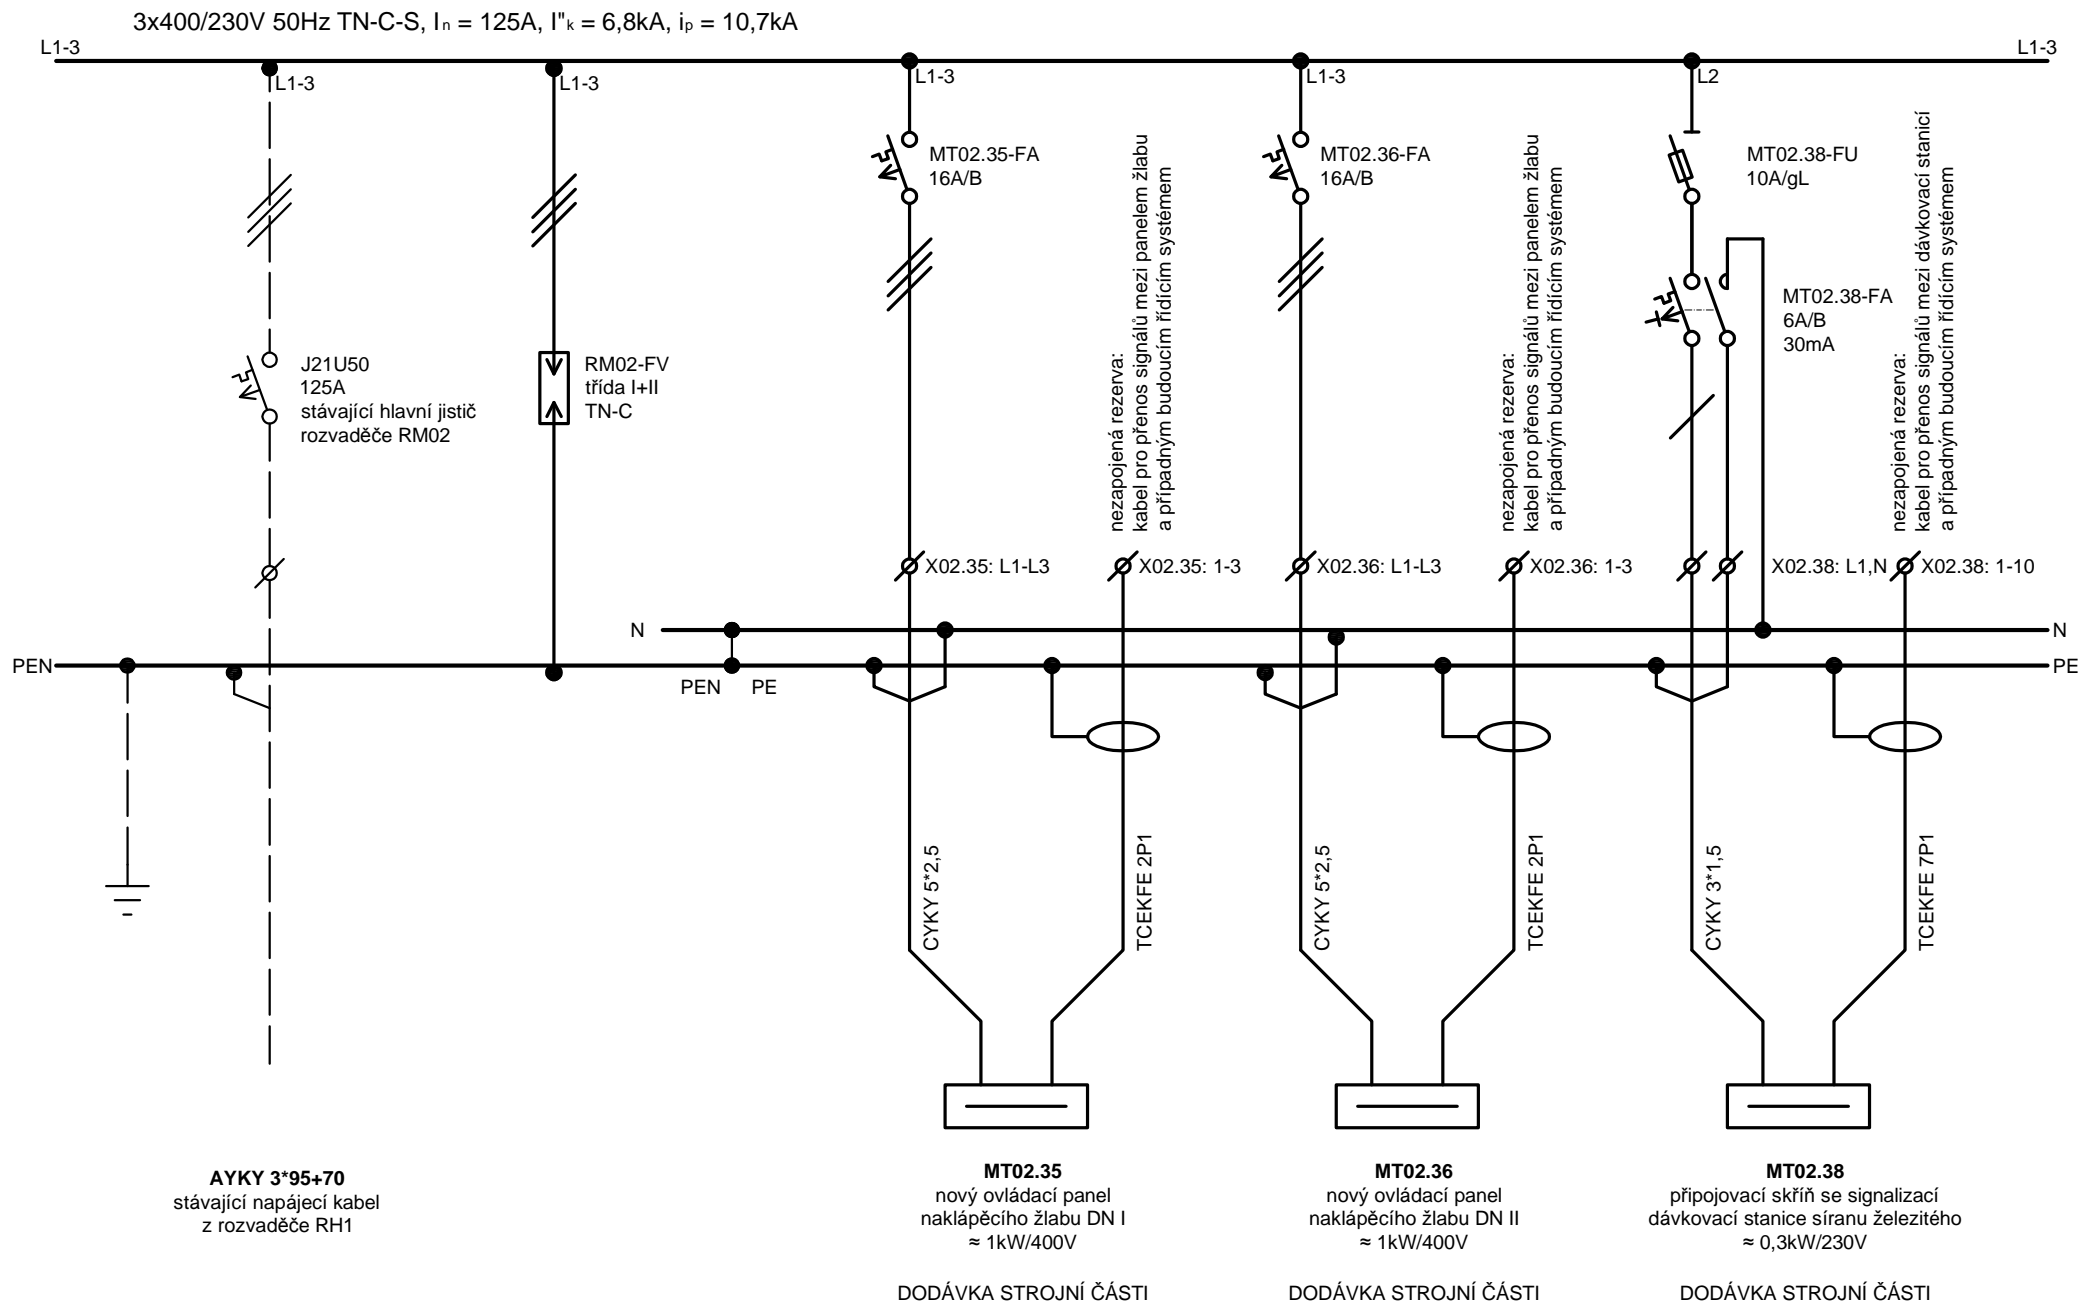 3x400/230V 50Hz TN-C-S, In = 125A, I"k = 6,8kA, ip = 10,7kA
L1-3
L1-3
L1-3
L1-3
L1-3
L1-3
L2
MT02.35-FA
16A/B
MT02.36-FA
16A/B
MT02.38-FU
10A/gL
MT02.38-FA
6A/B
30mA
J21U50
125A
stávající hlavní jistič
rozvaděče RM02
RM02-FV
třída I+II
TN-C
nezapojená rezerva:
kabel pro přenos signálů mezi panelem žlabu
a případným budoucím řídícím systémem
nezapojená rezerva:
kabel pro přenos signálů mezi panelem žlabu
a případným budoucím řídícím systémem
nezapojená rezerva:
kabel pro přenos signálů mezi dávkovací stanicí
a případným budoucím řídícím systémem
X02.35: L1-L3
X02.35: 1-3
X02.36: L1-L3
X02.36: 1-3
X02.38: L1,N
X02.38: 1-10
N
N
PEN
PEN
PE
PE
CYKY 5*2,5
TCEKFE 2P1
CYKY 5*2,5
TCEKFE 2P1
CYKY 3*1,5
TCEKFE 7P1
AYKY 3*95+70
stávající napájecí kabel
z rozvaděče RH1
MT02.35
nový ovládací panel
naklápěcího žlabu DN I
≈ 1kW/400V
DODÁVKA STROJNÍ ČÁSTI
MT02.36
nový ovládací panel
naklápěcího žlabu DN II
≈ 1kW/400V
DODÁVKA STROJNÍ ČÁSTI
MT02.38
připojovací skříň se signalizací
dávkovací stanice síranu železitého
≈ 0,3kW/230V
DODÁVKA STROJNÍ ČÁSTI